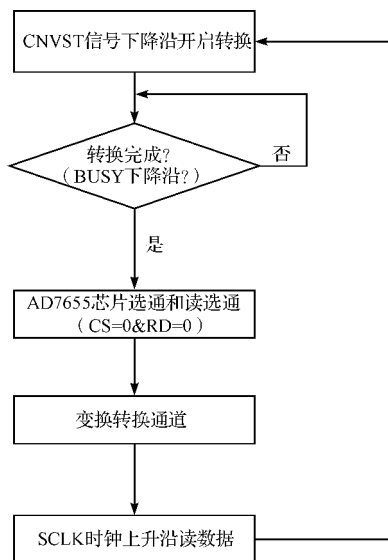 CNVST信号下降沿开启转换
转换完成?
（BUSY下降沿?）
否
是
AD7655芯片选通和读选通
（CS=0&RD=0）
变换转换通道
SCLK时钟上升沿读数据